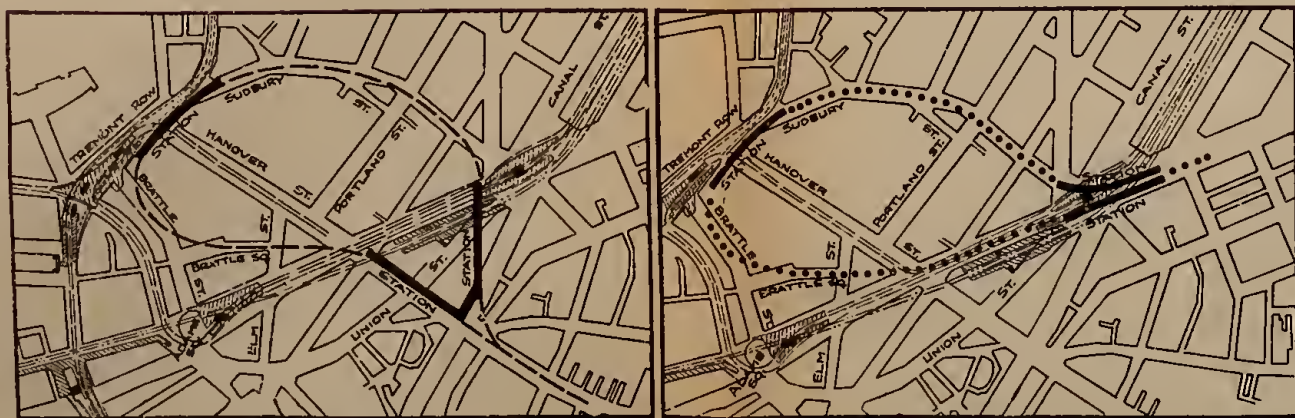 TREMONT ROW
STATION
SUDBURY
ST.
HANOVER
ST.
PORTLAND
ST.
CANAL
ST.
BRATTLE
ST.
BRATTLE SQ.
STATION
ST.
STATION
UNION
ELM
TREMONT ROW
STATION
SUDBURY
ST.
HANOVER
ST.
PORTLAND
ST.
CANAL
ST.
BRATTLE
ST.
BRATTLE SQ.
STATION
STATION
ST.
UNION
ELM